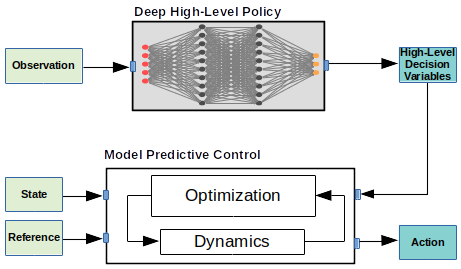 Deep High-Level Policy
Observation
High-Level
Decision
Variables
Model Predictive Control
State
Reference
Optimization
Dynamics
Action